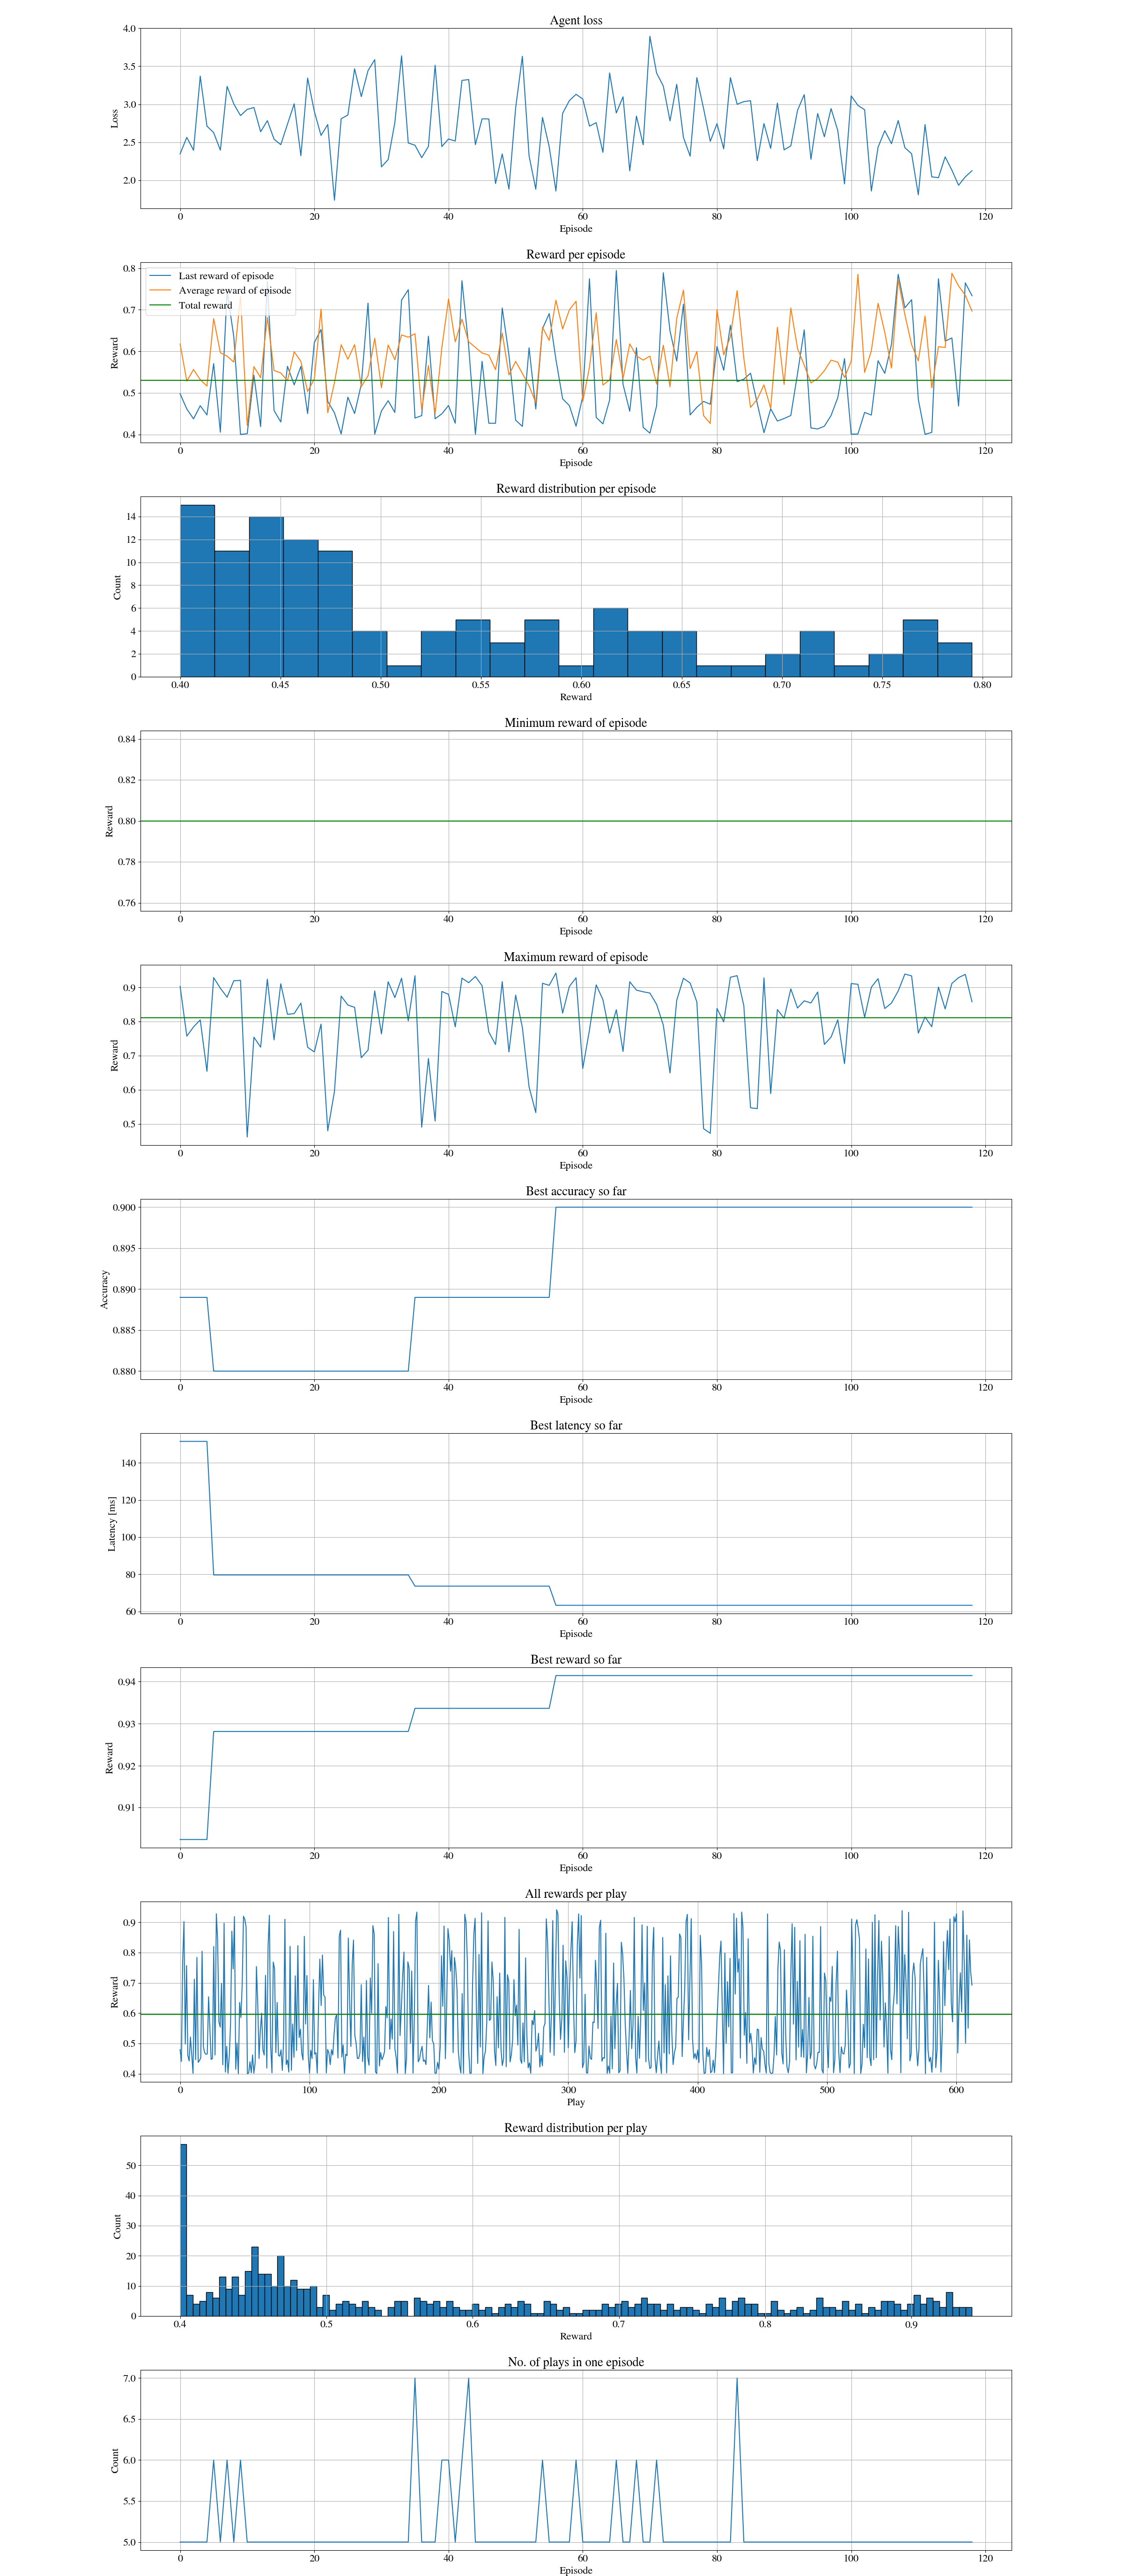 Agent loss
4.0
3.5
3.0
2.5
2.0
Loss
0 20 40 60 80 100 120
Episode
Reward per episode
Last reward of episode
Average reward of episode
Total reward
0.8
0.7
0.6
0.5
0.4
Reward
0 20 40 60 80 100 120
Episode
Reward distribution per episode
14
12
10
8
6
4
2
0
Count
0.40 0.45 0.50 0.55 0.60 0.65 0.70 0.75 0.80
Reward
Minimum reward of episode
0.84
0.82
0.80
0.78
0.76
Reward
0 20 40 60 80 100 120
Episode
Maximum reward of episode
0.9
0.8
0.7
0.6
0.5
Reward
0 20 40 60 80 100 120
Episode
Best accuracy so far
0.900
0.895
0.890
0.885
0.880
Accuracy
0 20 40 60 80 100 120
Episode
Best latency so far
140
120
100
80
60
Latency [ms]
0 20 40 60 80 100 120
Episode
Best reward so far
0.94
0.93
0.92
0.91
Reward
0 20 40 60 80 100 120
Episode
All rewards per play
0.9
0.8
0.7
0.6
0.5
0.4
Reward
0 100 200 300 400 500 600
Play
Reward distribution per play
50
40
30
20
10
0
Count
0.4 0.5 0.6 0.7 0.8 0.9
Reward
No. of plays in one episode
7.0
6.5
6.0
5.5
5.0
Count
0 20 40 60 80 100 120
Episode